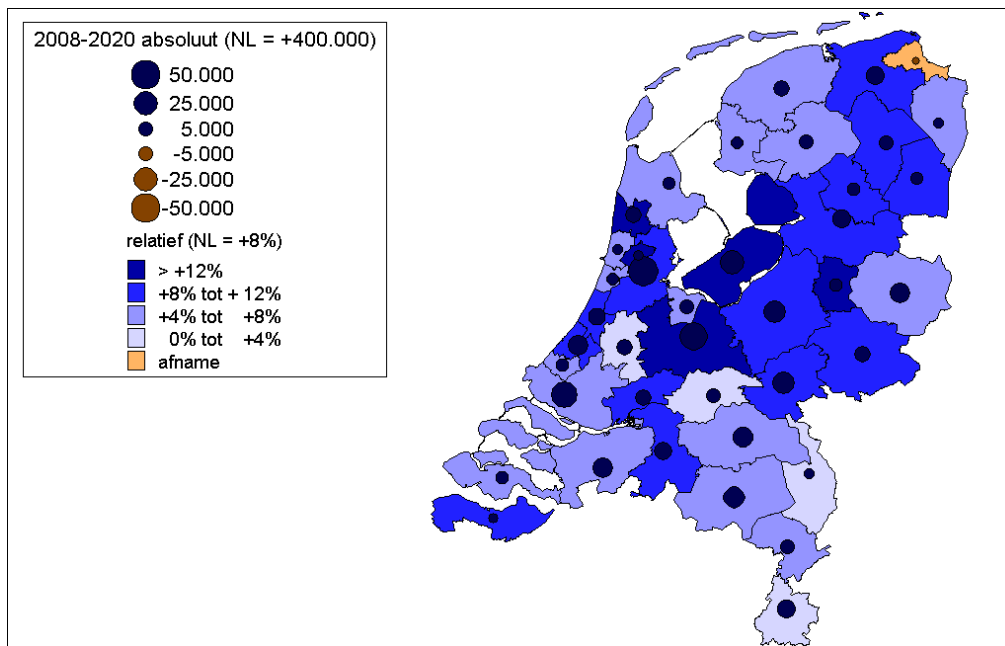 2008-2020 absoluut (NL = +400.000)
50.000
25.000
5.000
-5.000
-25.000
-50.000
relatief (NL = +8%)
> +12%
+8% tot + 12%
+4% tot +8%
0% tot +4%
afname